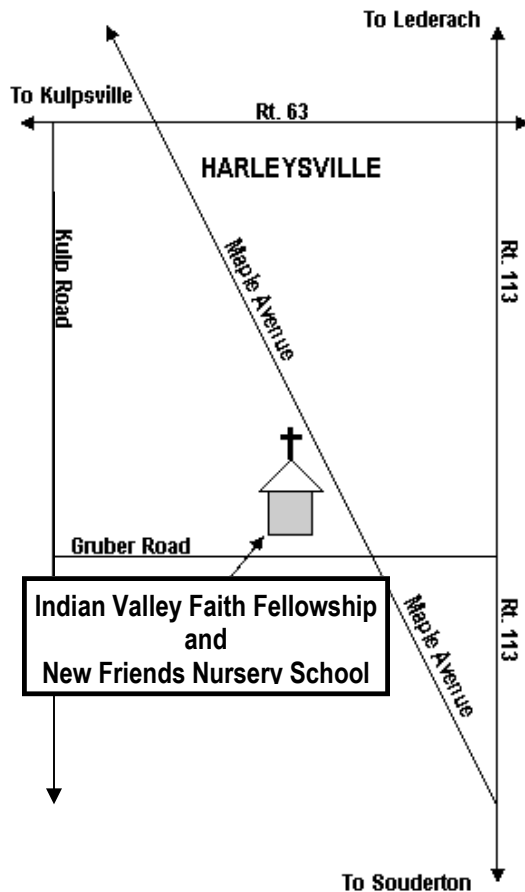 To Lederach
To Kulpsville
Rt. 63
HARLEYSVILLE
Kulp Road
Maple Avenue
Rt. 113
Gruber Road
Indian Valley Faith Fellowship
and
New Friends Nursery School
Maple Avenue
Rt. 113
To Souderton